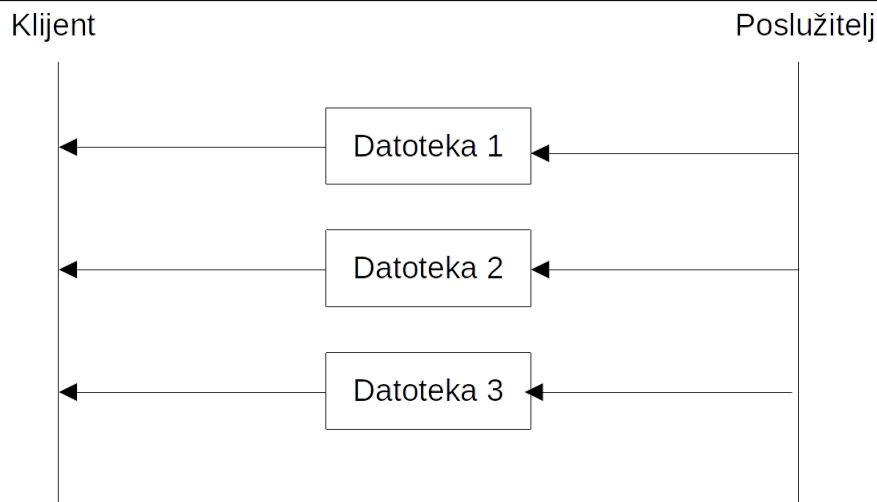 Klijent
Poslužitelj
Datoteka 1
Datoteka 2
Datoteka 3